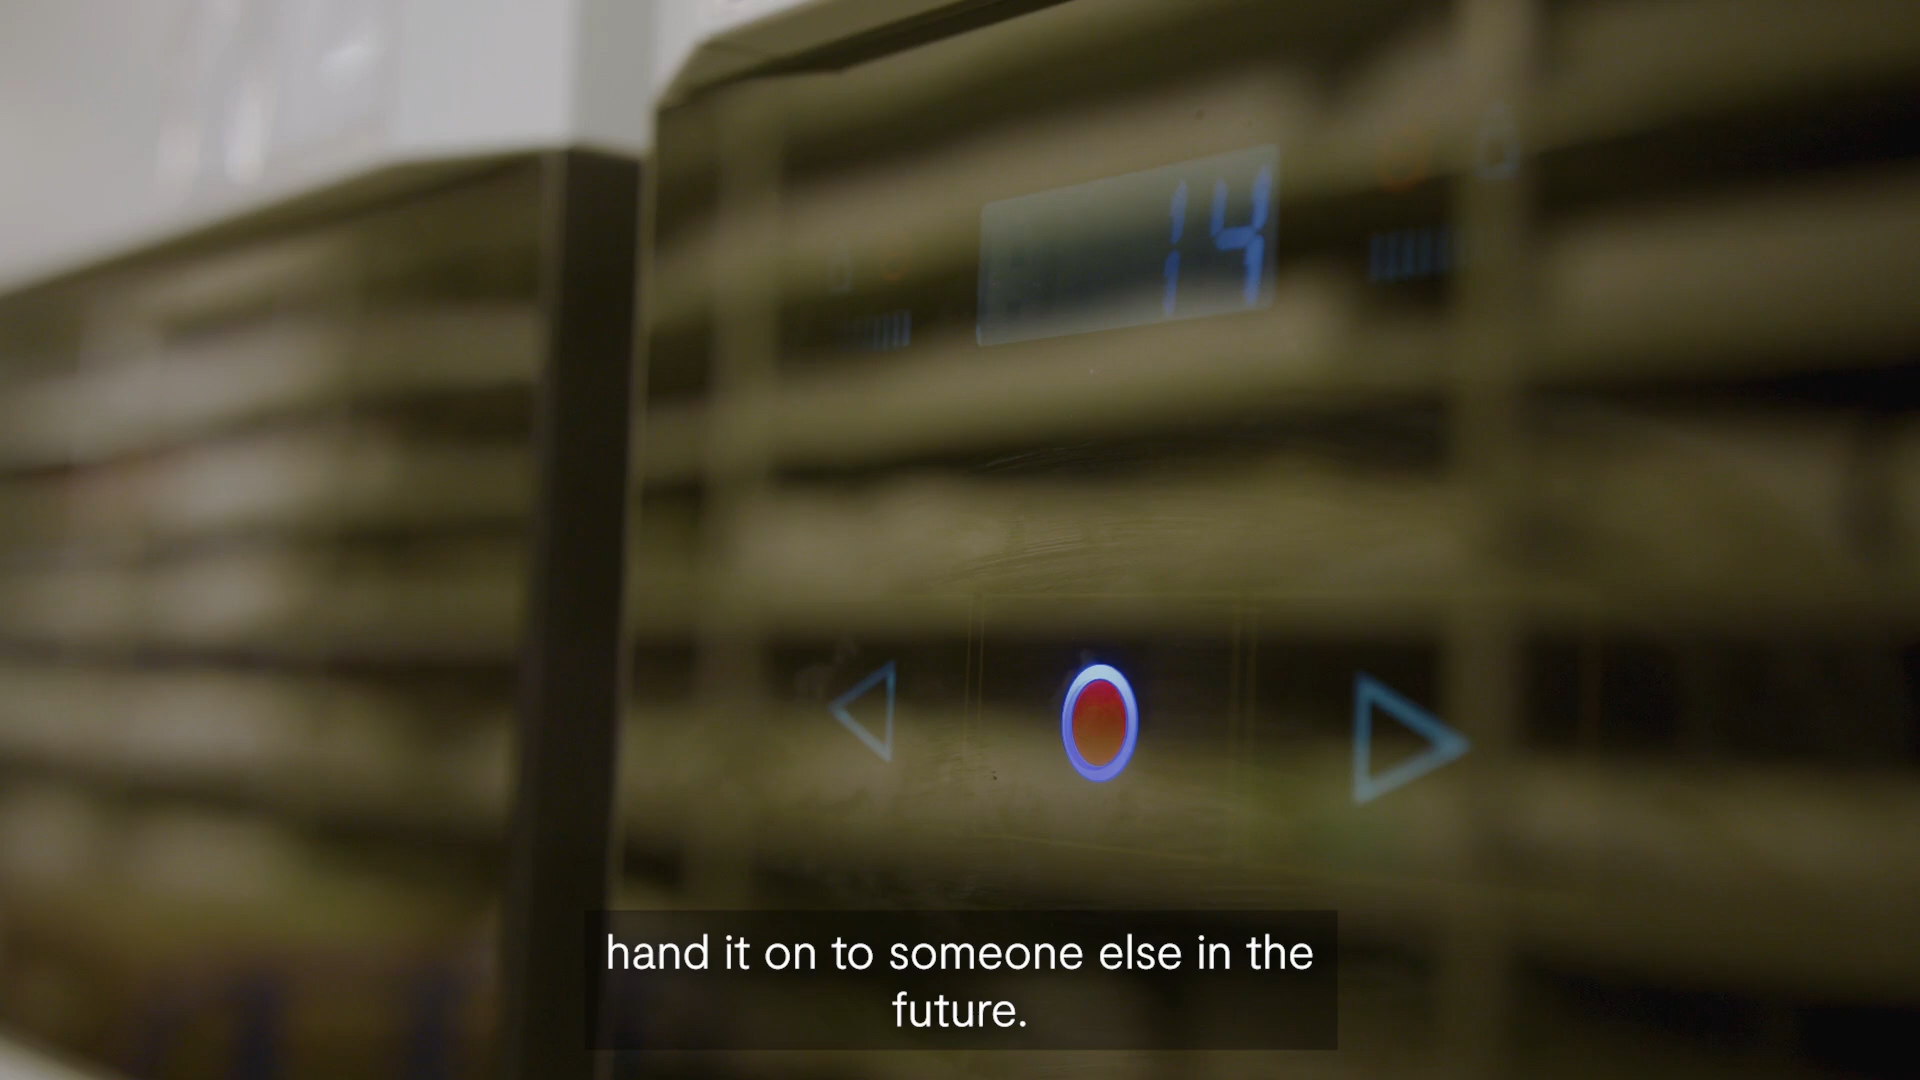 14
hand it on to someone else in the
future.